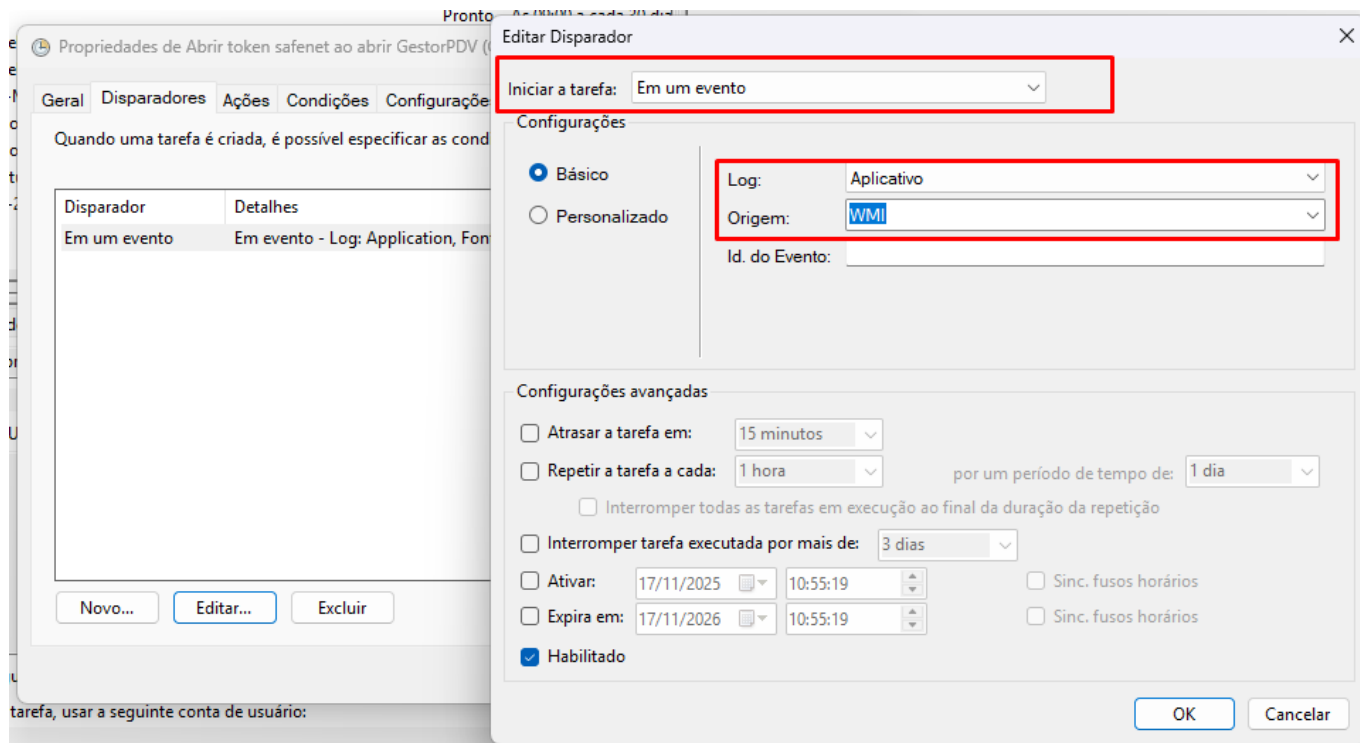 Pronto
Propriedades de Abrir token safenet ao abrir GestorPDV
Geral Disparadores Ações Condições Configurações
Quando uma tarefa é criada, é possível especificar as cond
Disparador Detalhes
Em um evento Em evento - Log: Application, Fon
Novo... Editar... Excluir
tarefa, usar a seguinte conta de usuário:
Editar Disparador
Iniciar a tarefa: Em um evento
Configurações
Básico
Personalizado
Log: Aplicativo
Origem: WMI
Id. do Evento:
Configurações avançadas
Atrasar a tarefa em: 15 minutos
Repetir a tarefa a cada: 1 hora por um período de tempo de: 1 dia
Interromper todas as tarefas em execução ao final da duração da repetição
Interromper tarefa executada por mais de: 3 dias
Ativar: 17/11/2025 10:55:19 Sinc. fusos horários
Expira em: 17/11/2026 10:55:19 Sinc. fusos horários
Habilitado
OK Cancelar